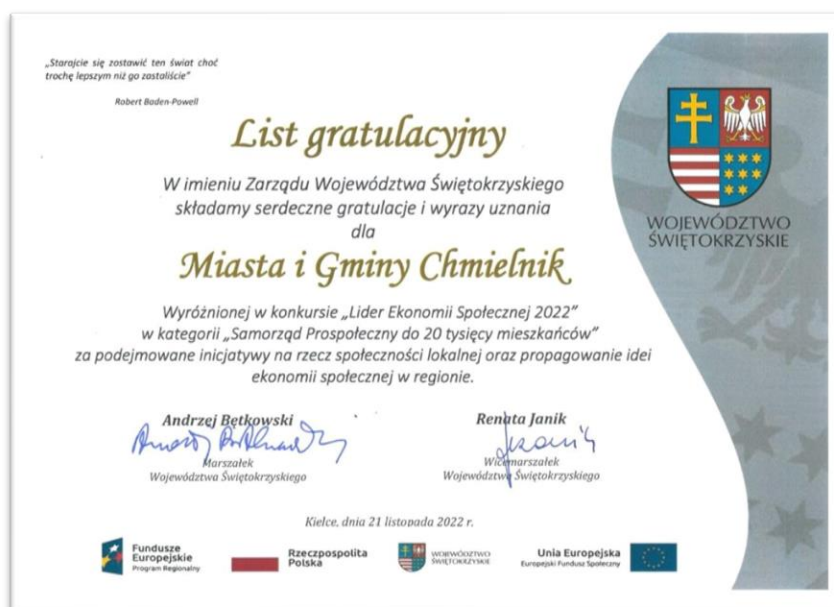 „Starajcie się zostawić ten świat choć
trochę lepszym niż go zastaliście"
Robert Baden-Powell
List gratulacyjny
W imieniu Zarządu Województwa Świętokrzyskiego
składamy serdeczne gratulacje i wyrazy uznania
dla
Miasta i Gminy Chmielnik
Wyróżnionej w konkursie „Lider Ekonomii Społecznej 2022"
w kategorii „Samorząd Prospołeczny do 20 tysięcy mieszkańców"
za podejmowane inicjatywy na rzecz społeczności lokalnej oraz propagowanie idei
ekonomii społecznej w regionie.
Andrzej Bętkowski
Marszałek
Województwa Świętokrzyskiego
Renata Janik
Wicemarszałek
Województwa Świętokrzyskiego
Kielce, dnia 21 listopada 2022 r.
WOJEWÓDZTWO
ŚWIĘTOKRZYSKIE
Fundusze
Europejskie
Program Regionalny
Rzeczpospolita
Polska
WOJEWÓDZTWO
ŚWIĘTOKRZYSKIE
Unia Europejska
Europejski Fundusz Społeczny